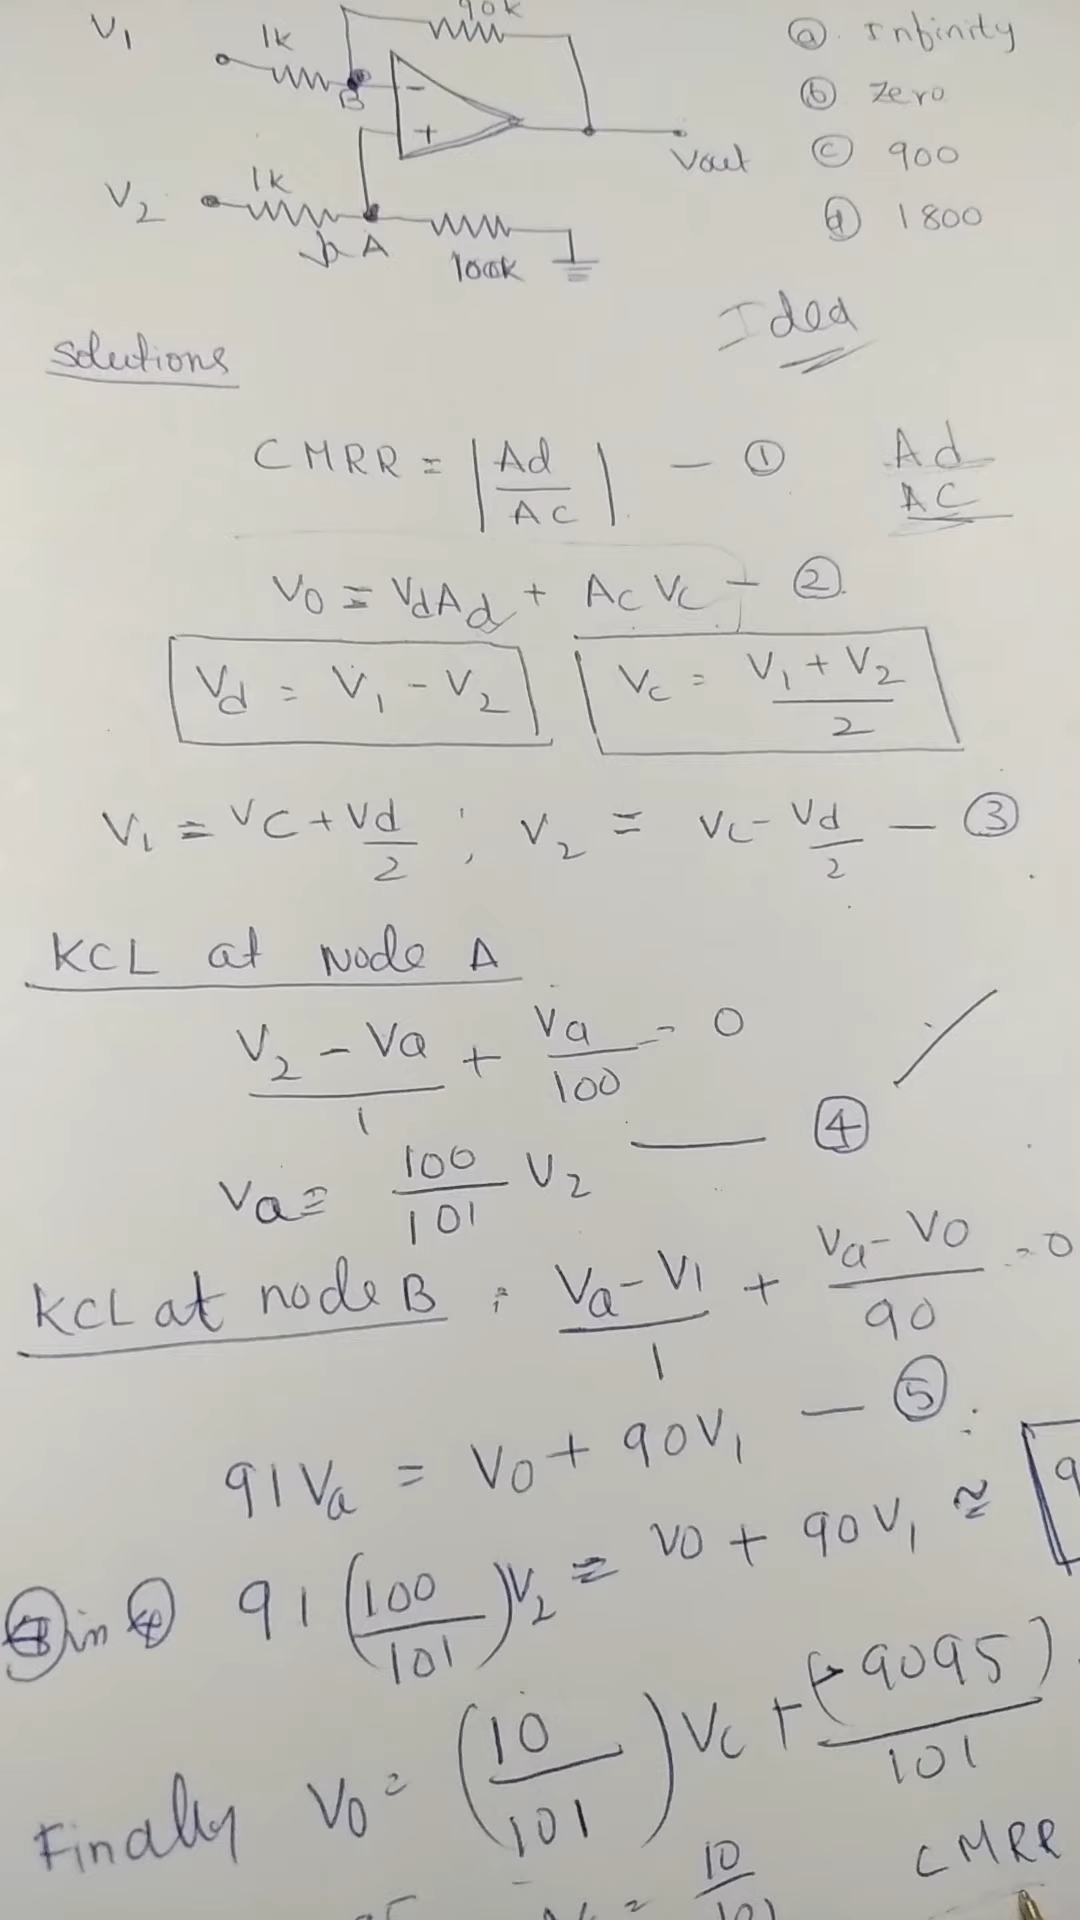 90k
V1 1k (a) Infinity
B − (b) zero
+ Vout (c) 900
V2 1k (d) 1800
A 100k
Idea
Solutions
CMRR = |Ad/Ac| — (1) Ad/AC
V0 = VdAd + AC VC — (2)
Vd = V1 - V2 VC = (V1 + V2)/2
V1 = VC + Vd/2 ; V2 = VC - Vd/2 — (3)
KCL at Node A
(V2 - Va)/1 + Va/100 = 0
Va = 100/101 V2 — (4)
KCL at node B : (Va - V1)/1 + (Va - V0)/90 = 0
91Va = V0 + 90V1 — (5)
in 91(100/101)V2 = V0 + 90V1 ≈ 9
Finally V0 = (10/101)VC + (-9095)/101
10/101 CMRR